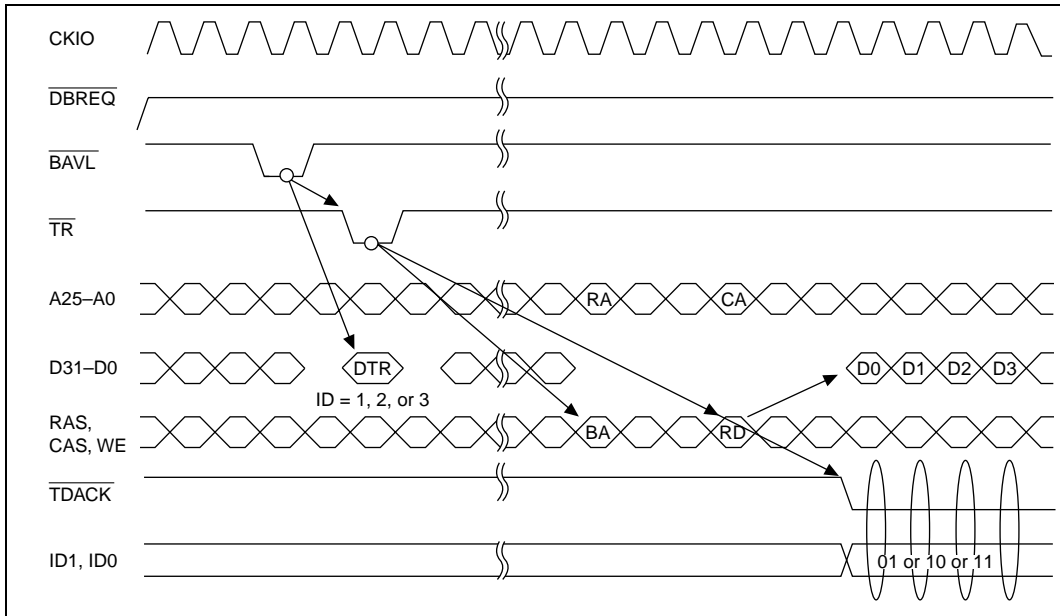 CKIO
DBREQ
BAVL
TR
A25–A0 RA CA
D31–D0 DTR D0 D1 D2 D3
ID = 1, 2, or 3
RAS,
CAS, WE BA RD
TDACK
ID1, ID0 01 or 10 or 11